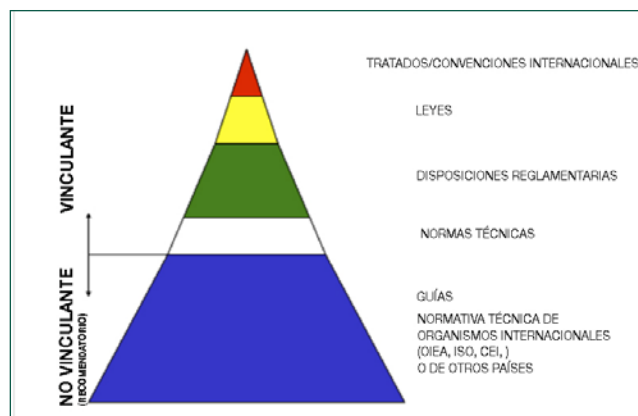 TRATADOS/CONVENCIONES INTERNACIONALES
LEYES
VINCULANTE
DISPOSICIONES REGLAMENTARIAS
NORMAS TÉCNICAS
NO VINCULANTE
(RECOMENDATORIO)
GUÍAS
NORMATIVA TÉCNICA DE
ORGANISMOS INTERNACIONALES
(OIEA, ISO, CEI, )
O DE OTROS PAÍSES